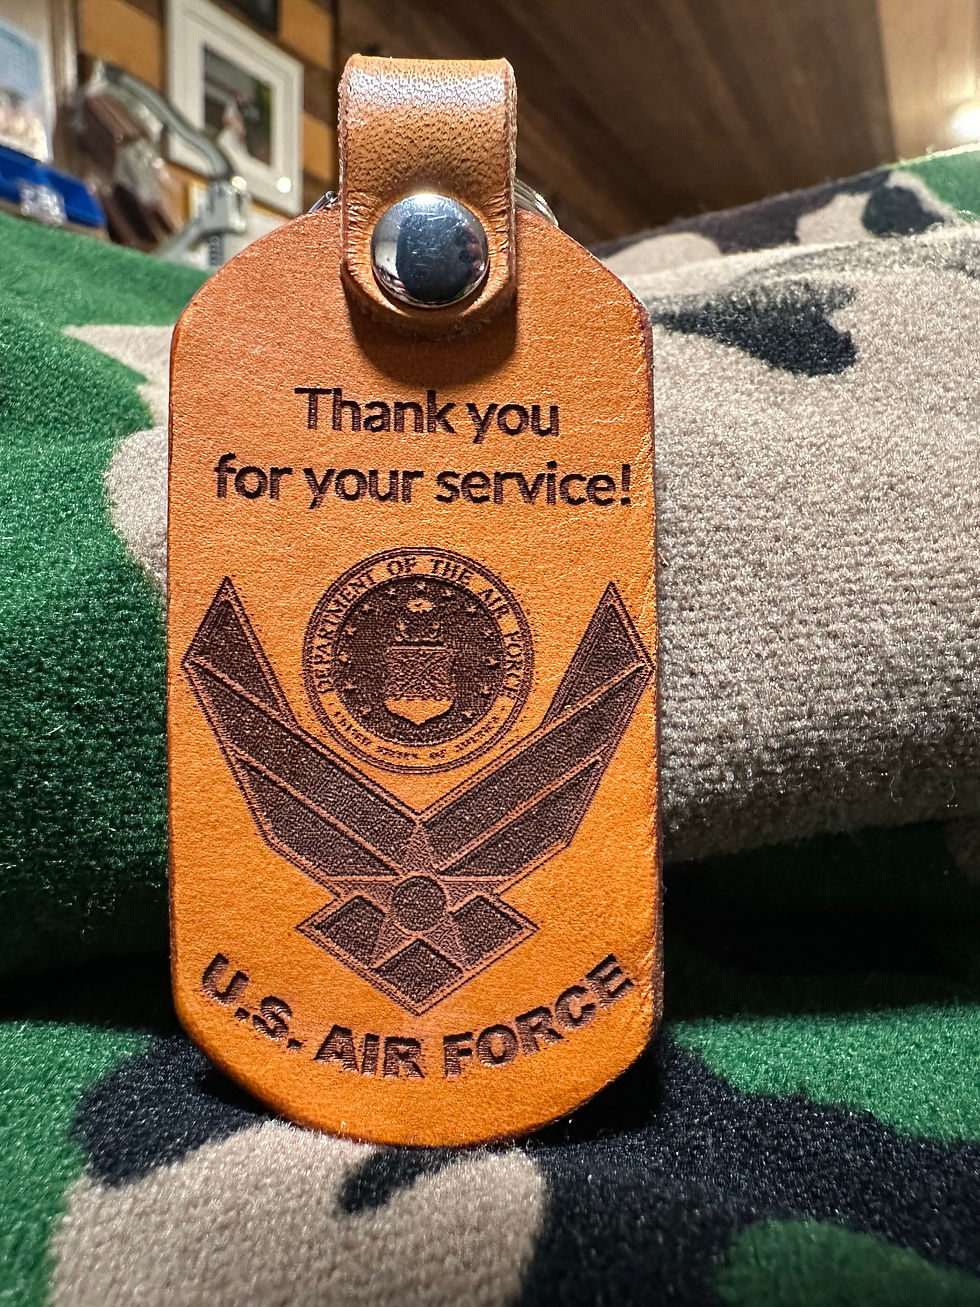 Thank you
for your service!
DEPARTMENT OF THE AIR FORCE
U.S. AIR FORCE